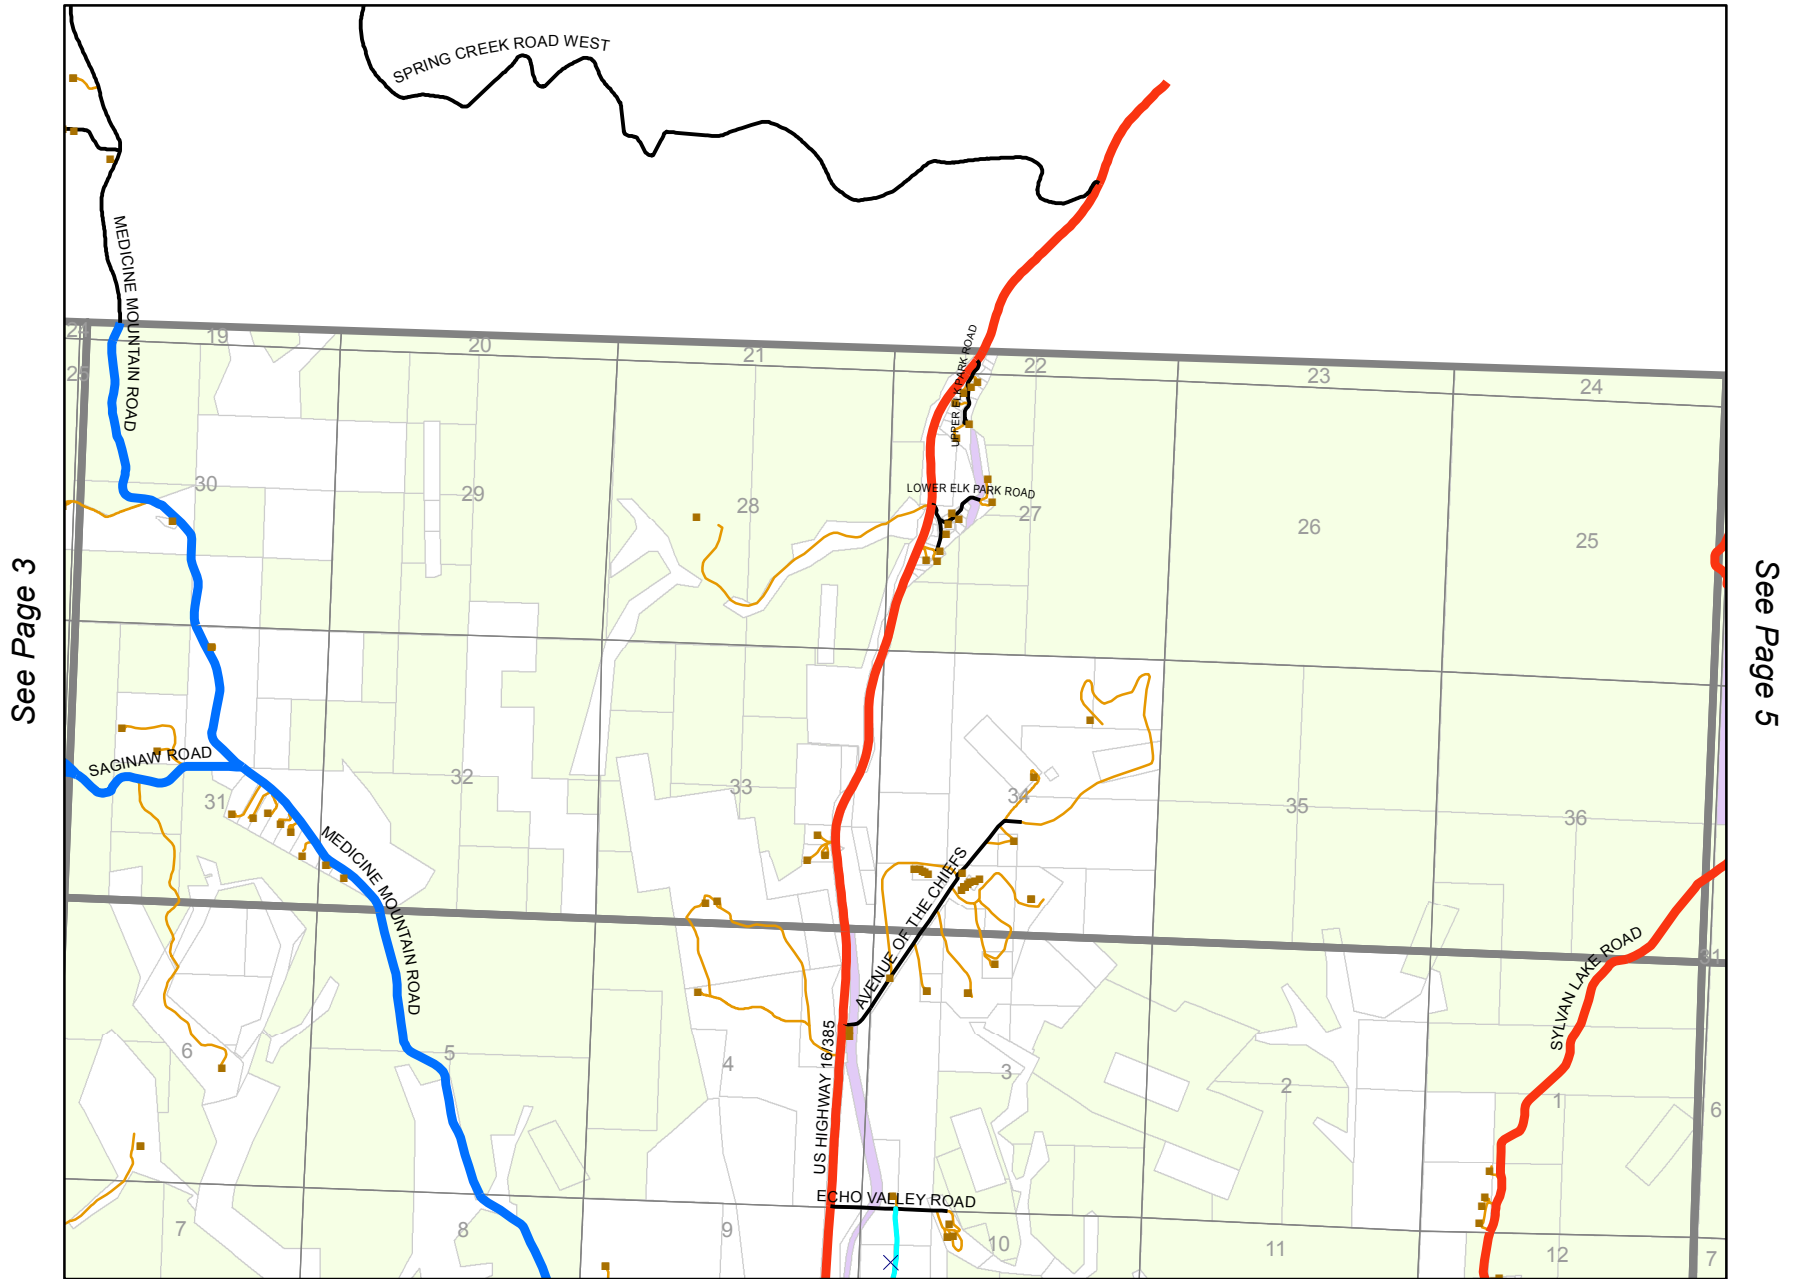 SPRING CREEK ROAD WEST
MEDICINE MOUNTAIN ROAD
UPPER ELK PARK ROAD
24
19
20
21
22
23
24
25
30
29
28
LOWER ELK PARK ROAD
27
26
25
See Page 3
See Page 5
SAGINAW ROAD
31
32
33
34
35
36
MEDICINE MOUNTAIN ROAD
AVENUE OF THE CHIEFS
SYLVAN LAKE ROAD
31
6
5
4
3
2
1
6
US HIGHWAY 16/385
ECHO VALLEY ROAD
7
8
9
10
11
12
7